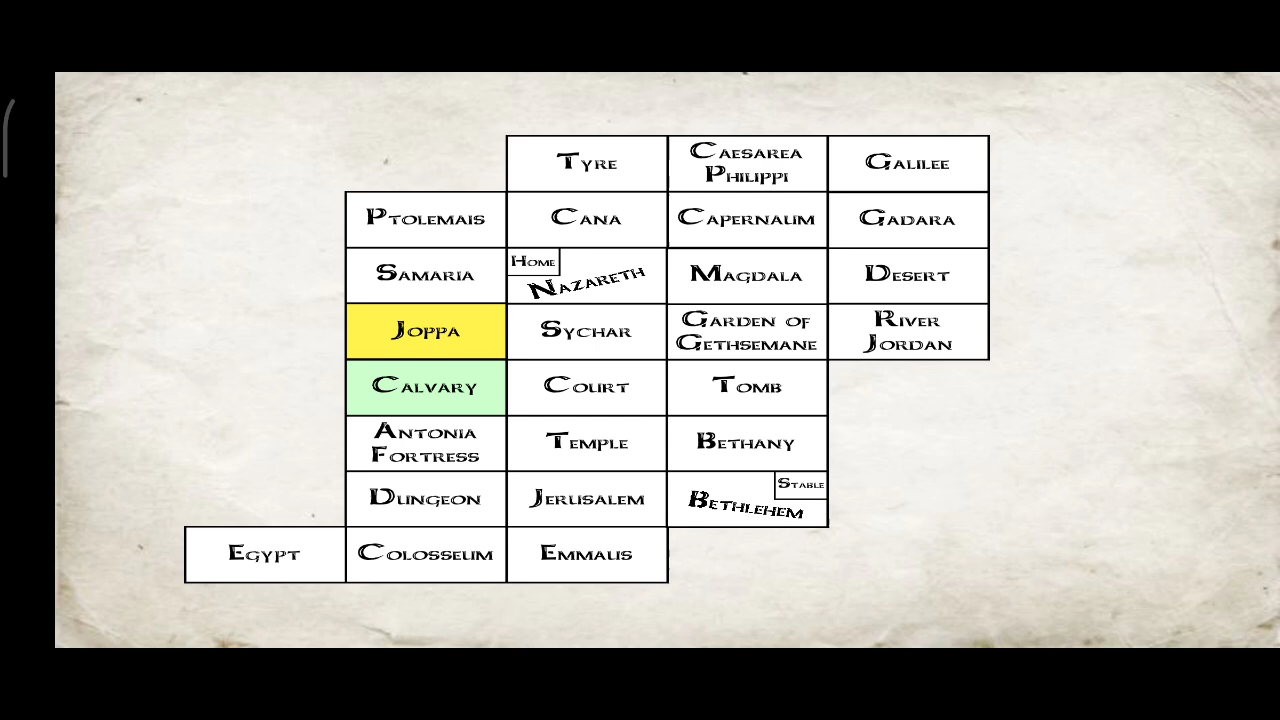 Tyre
Caesarea
Philippi
Galilee
Ptolemais
Cana
Capernaum
Gadara
Samaria
Home
Nazareth
Magdala
Desert
Joppa
Sychar
Garden of
Gethsemane
River
Jordan
Calvary
Court
Tomb
Antonia
Fortress
Temple
Bethany
Dungeon
Jerusalem
Stable
Bethlehem
Egypt
Colosseum
Emmaus